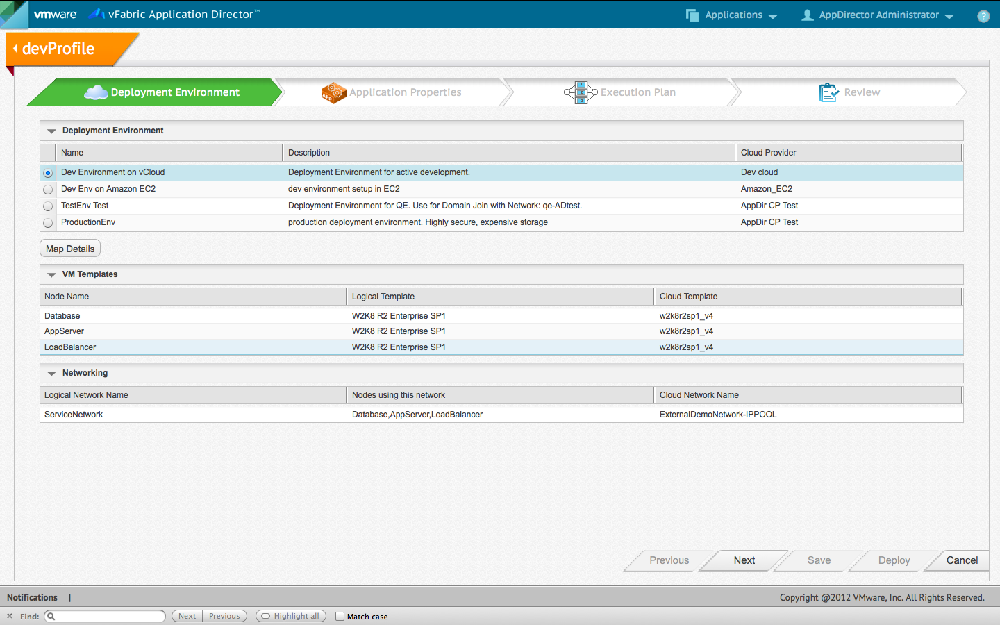 vmware vFabric Application Director™ Applications AppDirector Administrator ?
devProfile
Deployment Environment Application Properties Execution Plan Review
Deployment Environment
Name Description Cloud Provider
Dev Environment on vCloud Deployment Environment for active development. Dev cloud
Dev Env on Amazon EC2 dev environment setup in EC2 Amazon_EC2
TestEnv Test Deployment Environment for QE. Use for Domain Join with Network: qe-ADtest. AppDir CP Test
ProductionEnv production deployment environment. Highly secure, expensive storage AppDir CP Test
Map Details
VM Templates
Node Name Logical Template Cloud Template
Database W2K8 R2 Enterprise SP1 w2k8r2sp1_v4
AppServer W2K8 R2 Enterprise SP1 w2k8r2sp1_v4
LoadBalancer W2K8 R2 Enterprise SP1 w2k8r2sp1_v4
Networking
Logical Network Name Nodes using this network Cloud Network Name
ServiceNetwork Database,AppServer,LoadBalancer ExternalDemoNetwork-IPPOOL
Previous Next Save Deploy Cancel
Notifications | Copyright @2012 VMware, Inc. All Rights Reserved.
Find: Next Previous Highlight all Match case